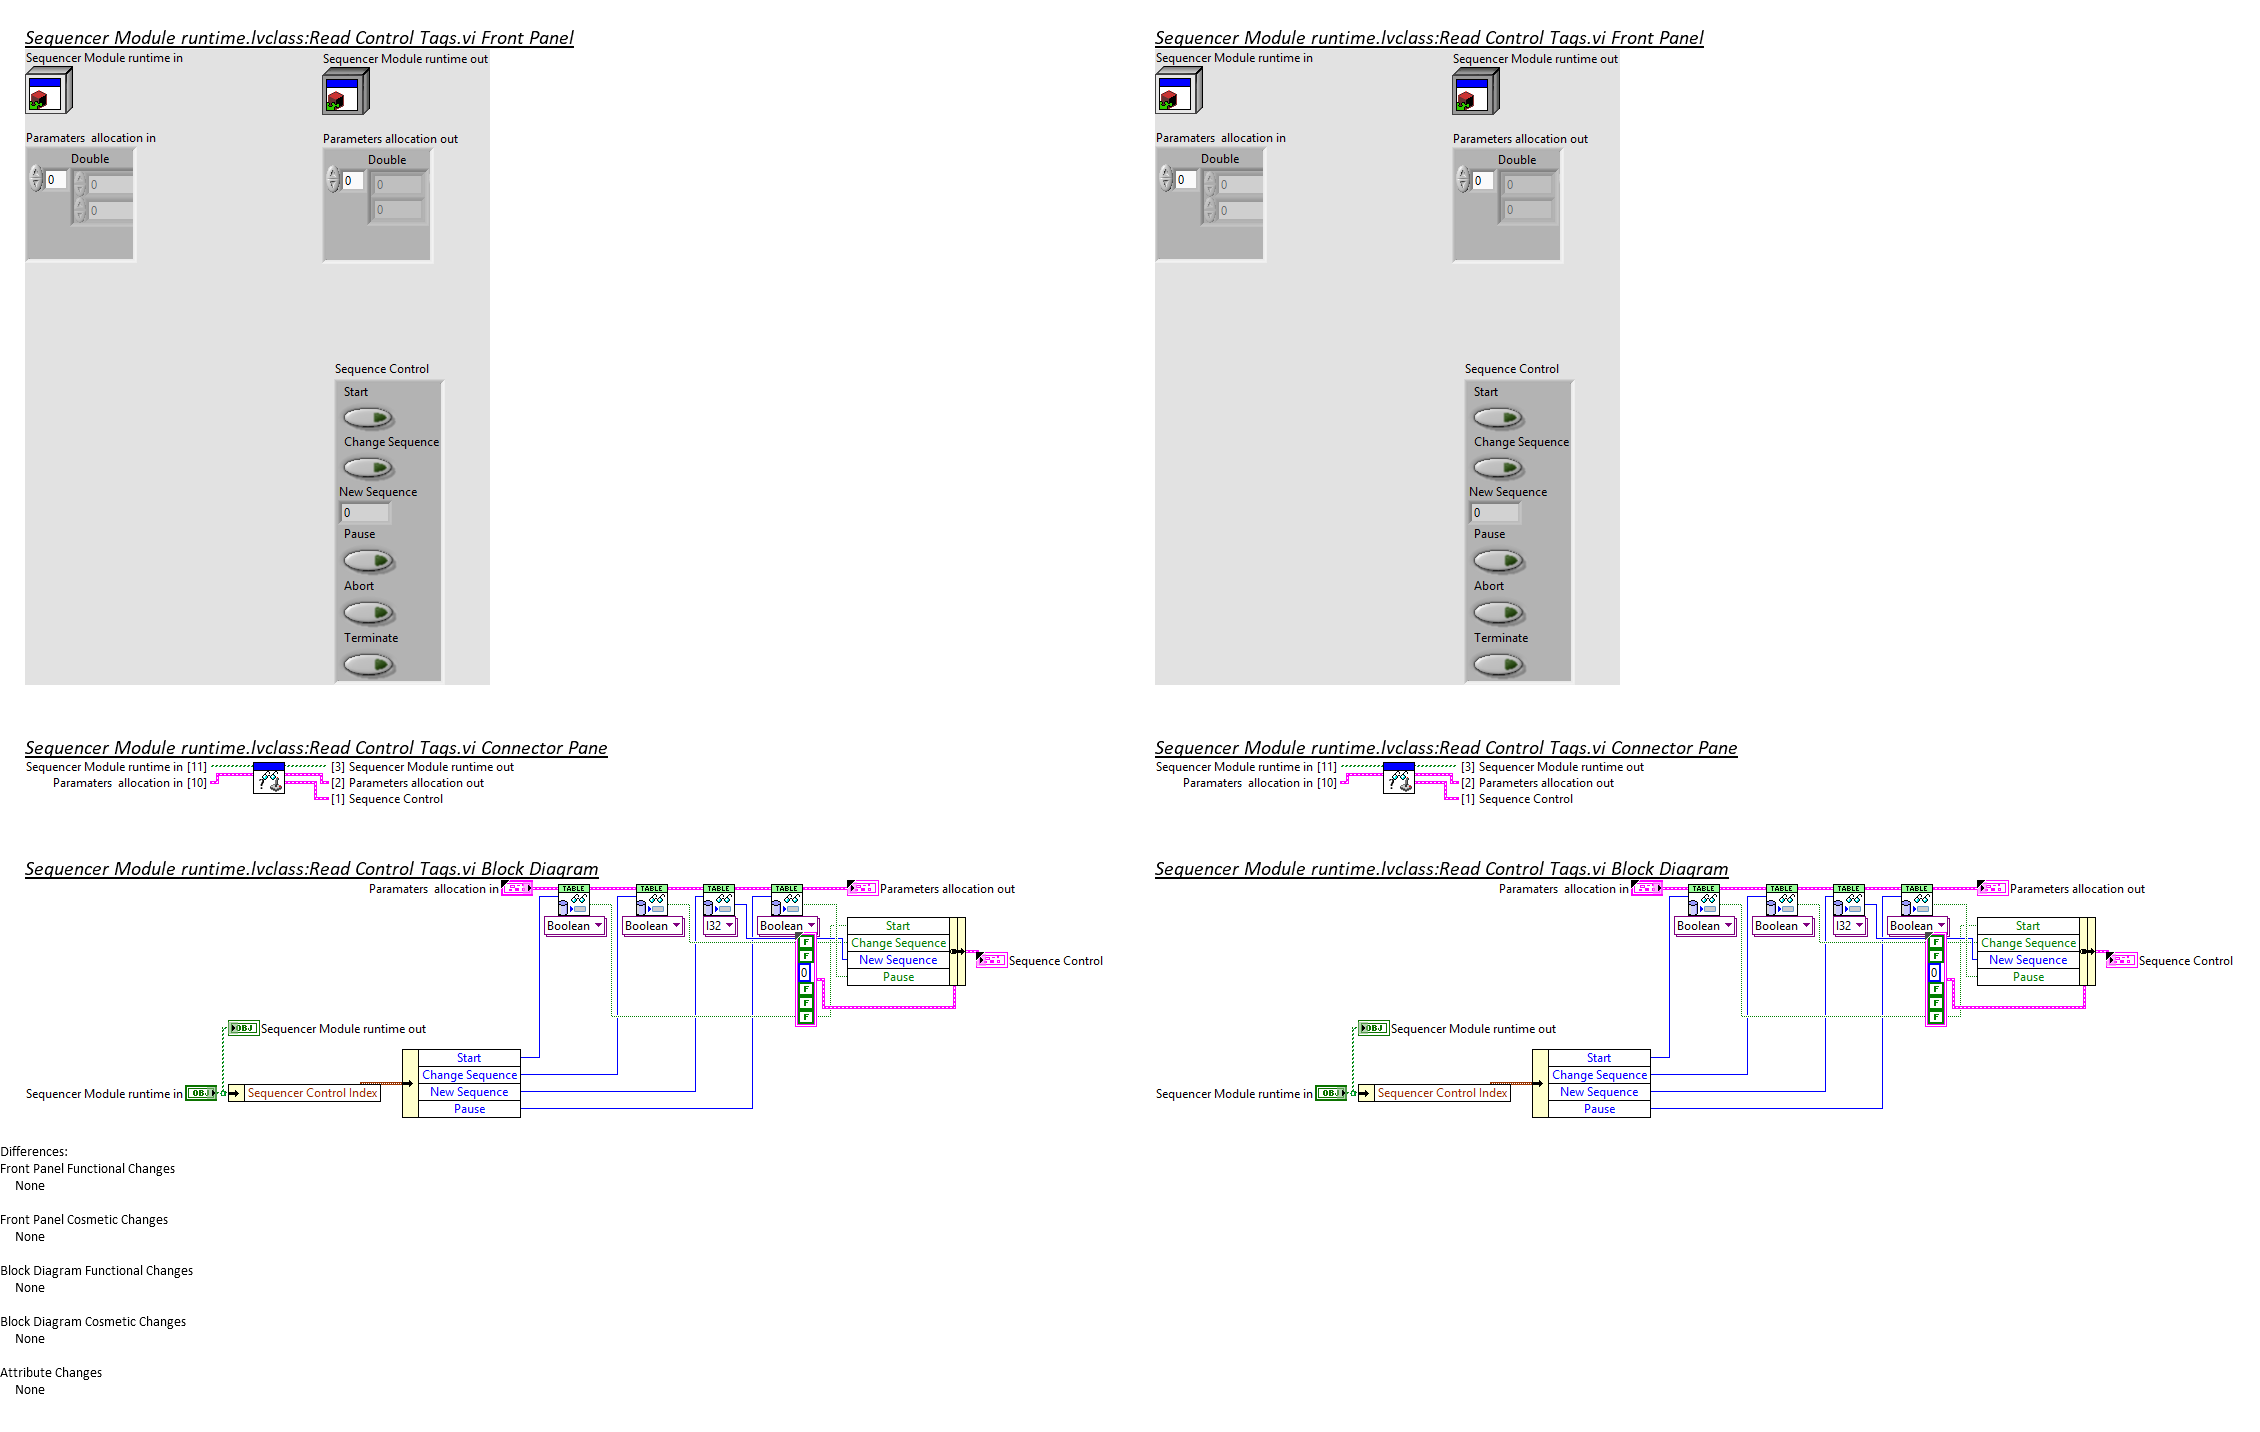 Sequencer Module runtime.lvclass:Read Control Tags.vi Front Panel
Sequencer Module runtime in
Sequencer Module runtime out
Paramaters  allocation in
Parameters allocation out
Double
0
0
0
Double
0
0
0
Sequence Control
Start
Change Sequence
New Sequence
0
Pause
Abort
Terminate
Sequencer Module runtime.lvclass:Read Control Tags.vi Connector Pane
Sequencer Module runtime in [11]
[3] Sequencer Module runtime out
Paramaters  allocation in [10]
[2] Parameters allocation out
[1] Sequence Control
Sequencer Module runtime.lvclass:Read Control Tags.vi Block Diagram
Paramaters  allocation in
TABLE
TABLE
TABLE
TABLE
Parameters allocation out
Boolean
Boolean
I32
Boolean
Start
Change Sequence
New Sequence
Pause
F
F
0
F
F
F
Sequence Control
OBJ
Sequencer Module runtime out
Sequencer Module runtime in
OBJ
Sequencer Control Index
Start
Change Sequence
New Sequence
Pause
Differences:
Front Panel Functional Changes
None
Front Panel Cosmetic Changes
None
Block Diagram Functional Changes
None
Block Diagram Cosmetic Changes
None
Attribute Changes
None
Sequencer Module runtime.lvclass:Read Control Tags.vi Front Panel
Sequencer Module runtime in
Sequencer Module runtime out
Paramaters  allocation in
Parameters allocation out
Double
0
0
0
Double
0
0
0
Sequence Control
Start
Change Sequence
New Sequence
0
Pause
Abort
Terminate
Sequencer Module runtime.lvclass:Read Control Tags.vi Connector Pane
Sequencer Module runtime in [11]
[3] Sequencer Module runtime out
Paramaters  allocation in [10]
[2] Parameters allocation out
[1] Sequence Control
Sequencer Module runtime.lvclass:Read Control Tags.vi Block Diagram
Paramaters  allocation in
TABLE
TABLE
TABLE
TABLE
Parameters allocation out
Boolean
Boolean
I32
Boolean
Start
Change Sequence
New Sequence
Pause
F
F
0
F
F
F
Sequence Control
OBJ
Sequencer Module runtime out
Sequencer Module runtime in
OBJ
Sequencer Control Index
Start
Change Sequence
New Sequence
Pause